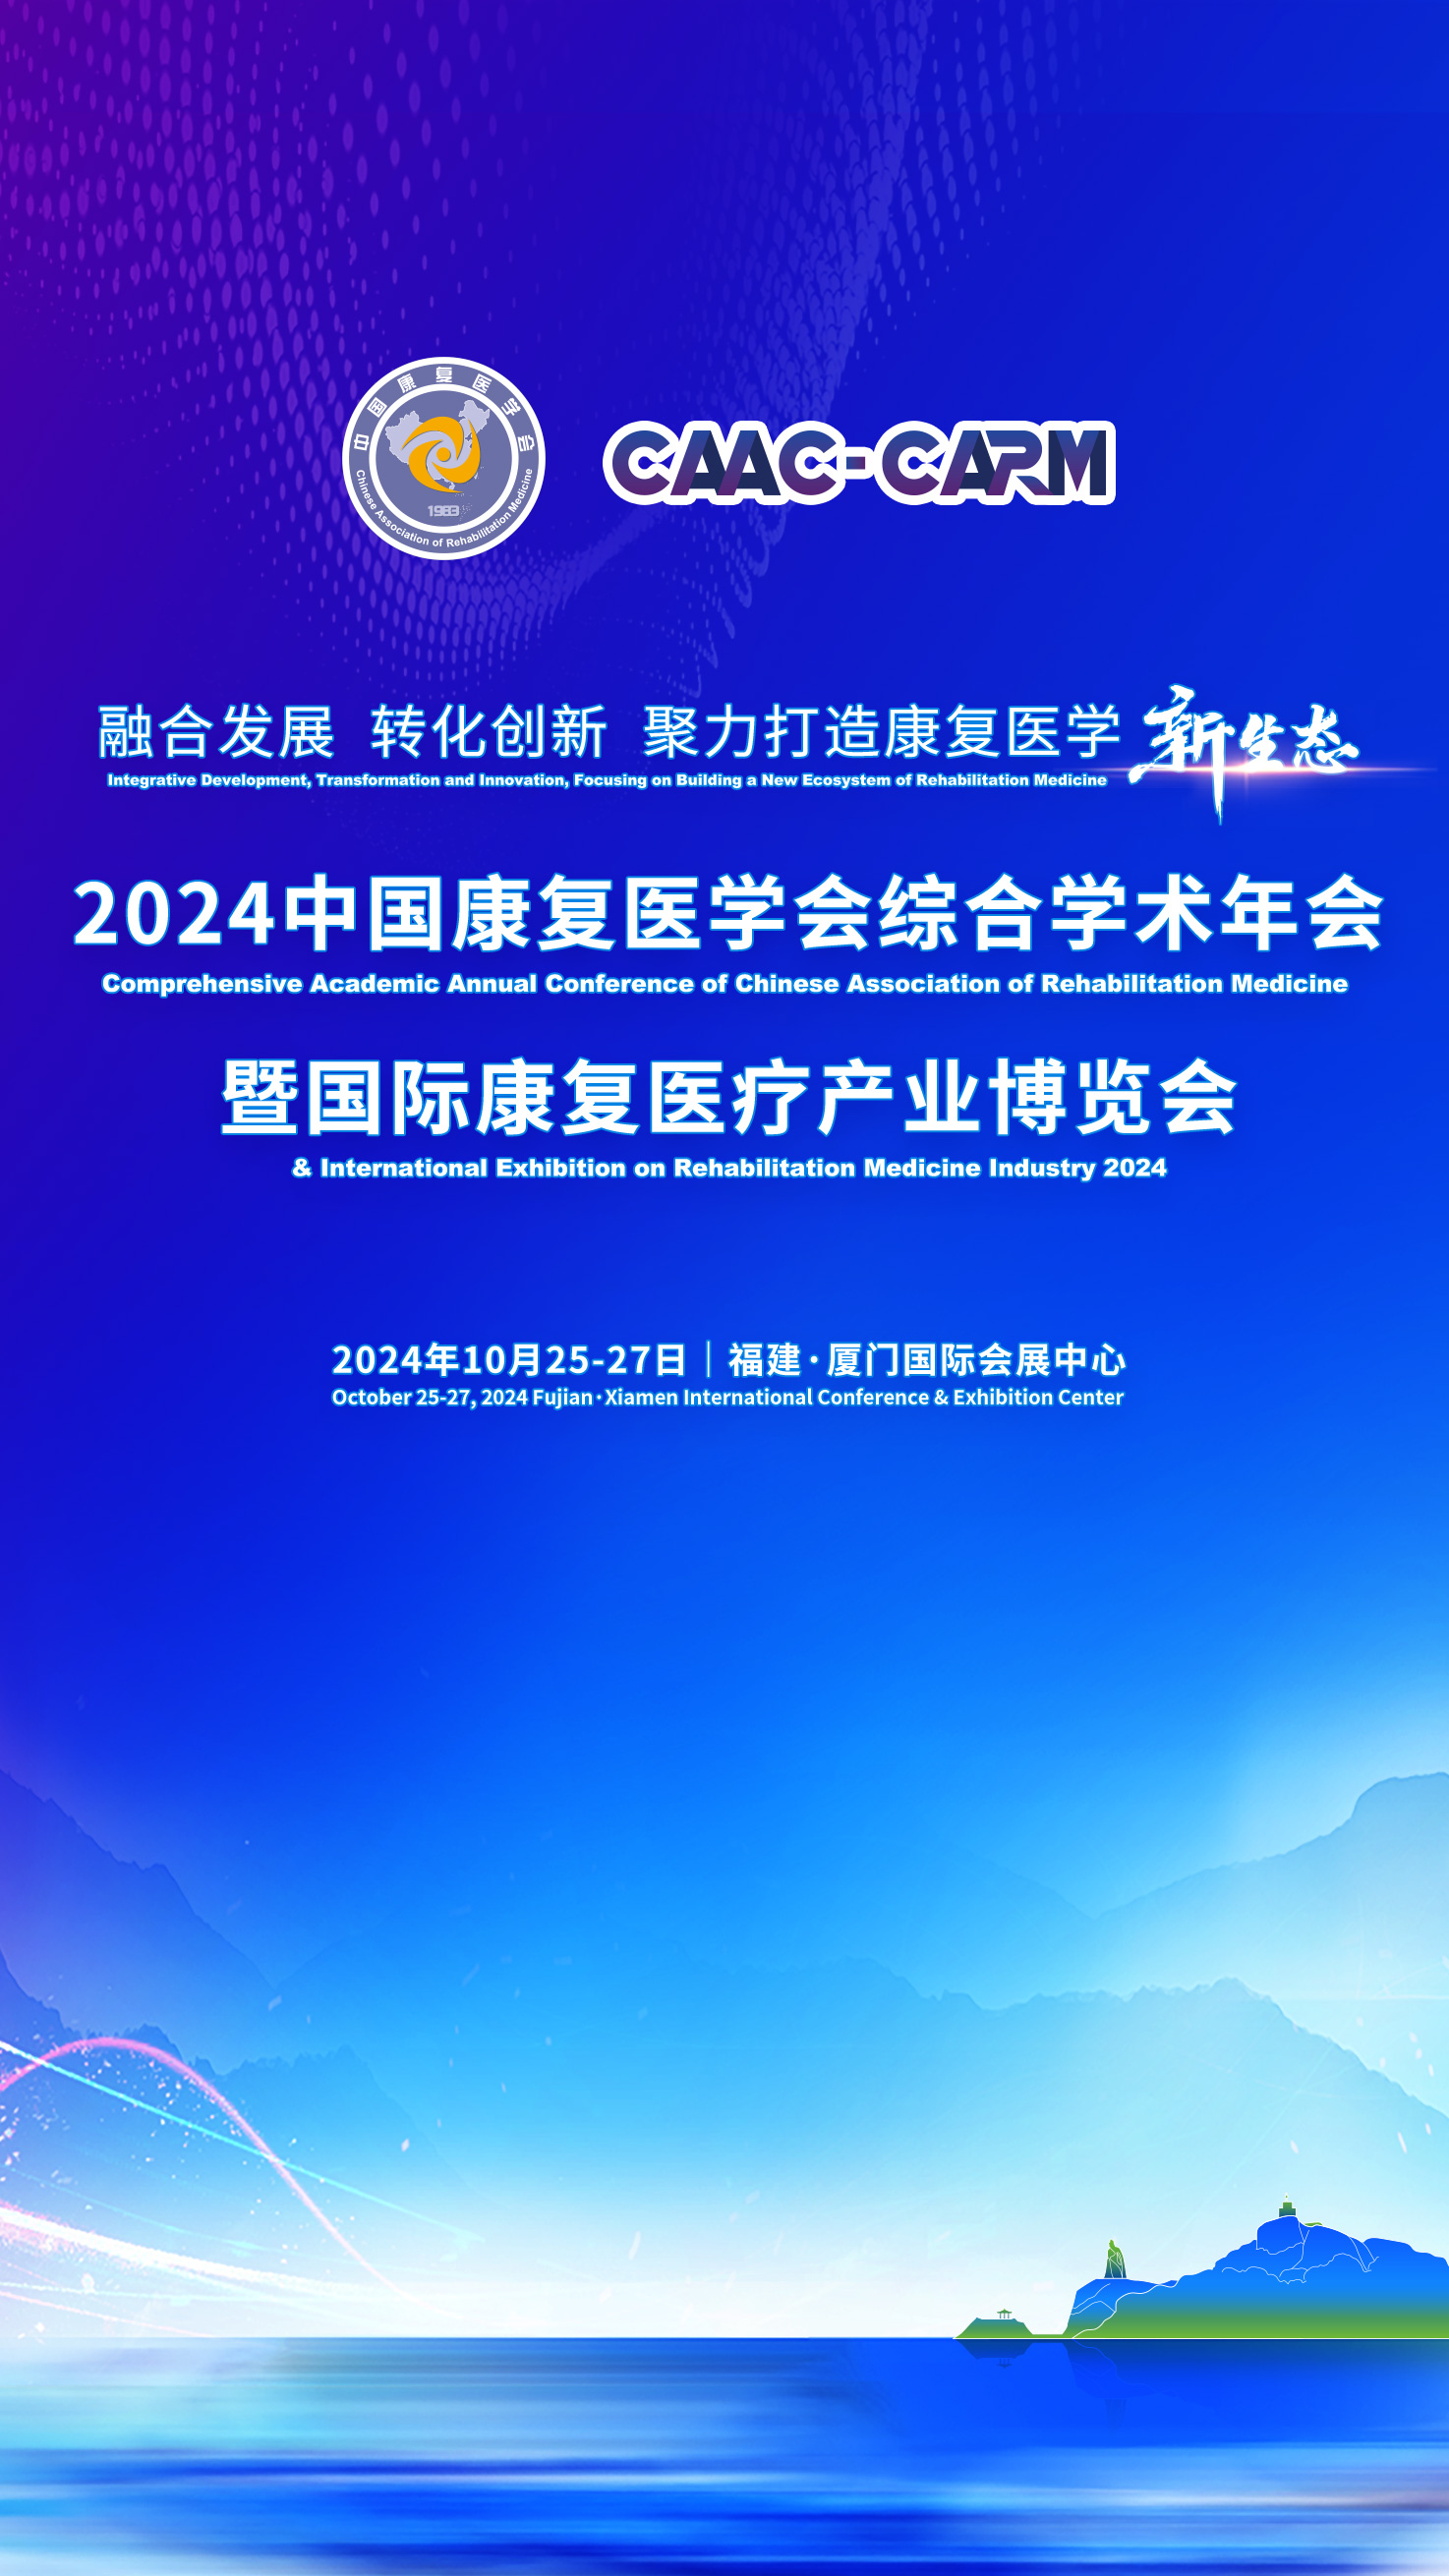 中国康复医学会
1983
Chinese Association of Rehabilitation Medicine
CAAC-CARM
融合发展 转化创新 聚力打造康复医学新生态
Integrative Development, Transformation and Innovation, Focusing on Building a New Ecosystem of Rehabilitation Medicine
2024中国康复医学会综合学术年会
Comprehensive Academic Annual Conference of Chinese Association of Rehabilitation Medicine
暨国际康复医疗产业博览会
& International Exhibition on Rehabilitation Medicine Industry 2024
2024年10月25-27日｜福建·厦门国际会展中心
October 25-27, 2024 Fujian·Xiamen International Conference & Exhibition Center